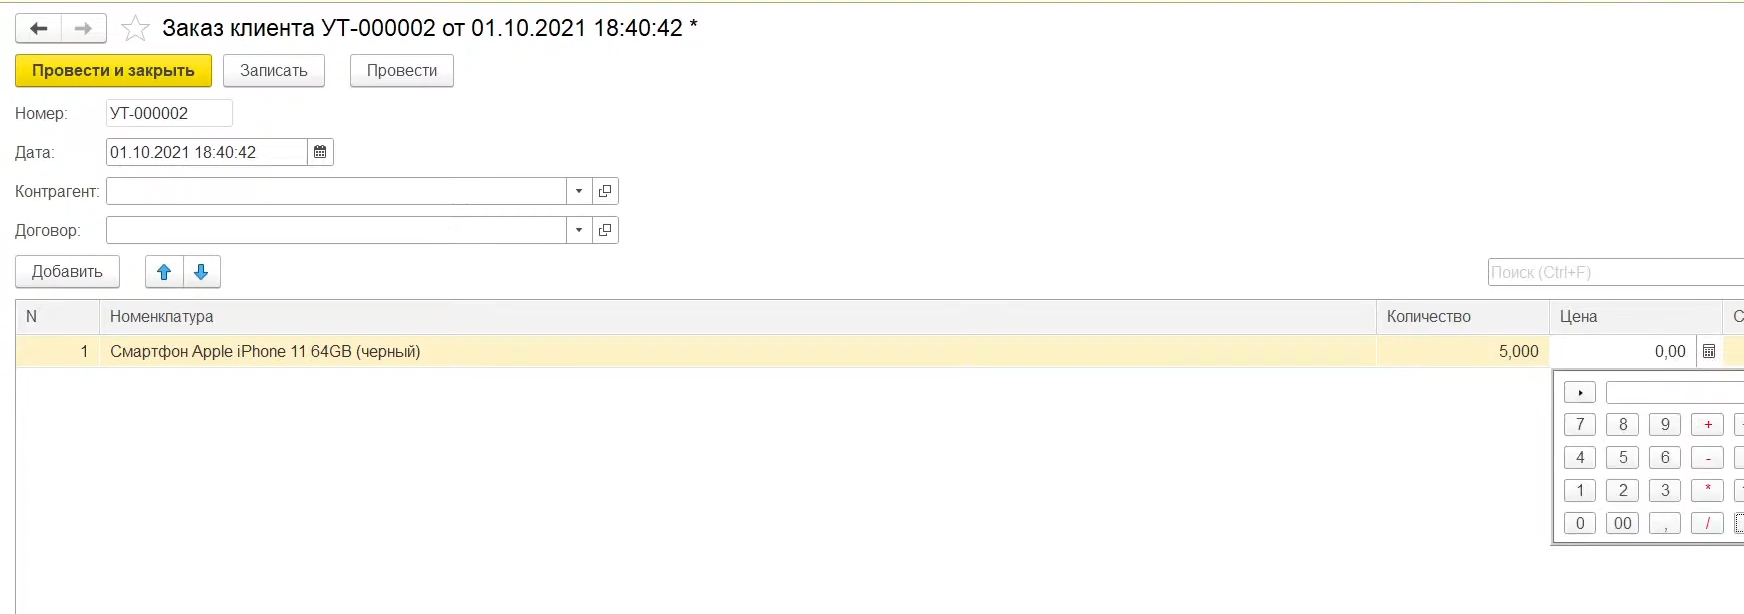 Заказ клиента УТ-000002 от 01.10.2021 18:40:42 *
Провести и закрыть Записать Провести
Номер: УТ-000002
Дата: 01.10.2021 18:40:42
Контрагент:
Договор:
Добавить Поиск (Ctrl+F)
N Номенклатура Количество Цена С
1 Смартфон Apple iPhone 11 64GB (черный) 5,000 0,00
7 8 9 +
4 5 6 -
1 2 3 *
0 00 , /